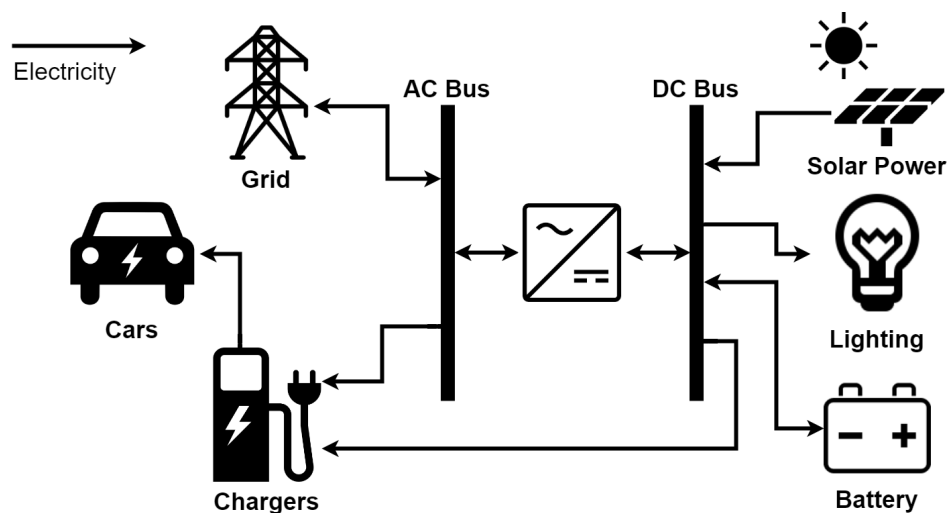 Electricity
Grid
AC Bus
DC Bus
Solar Power
Cars
Lighting
Chargers
Battery